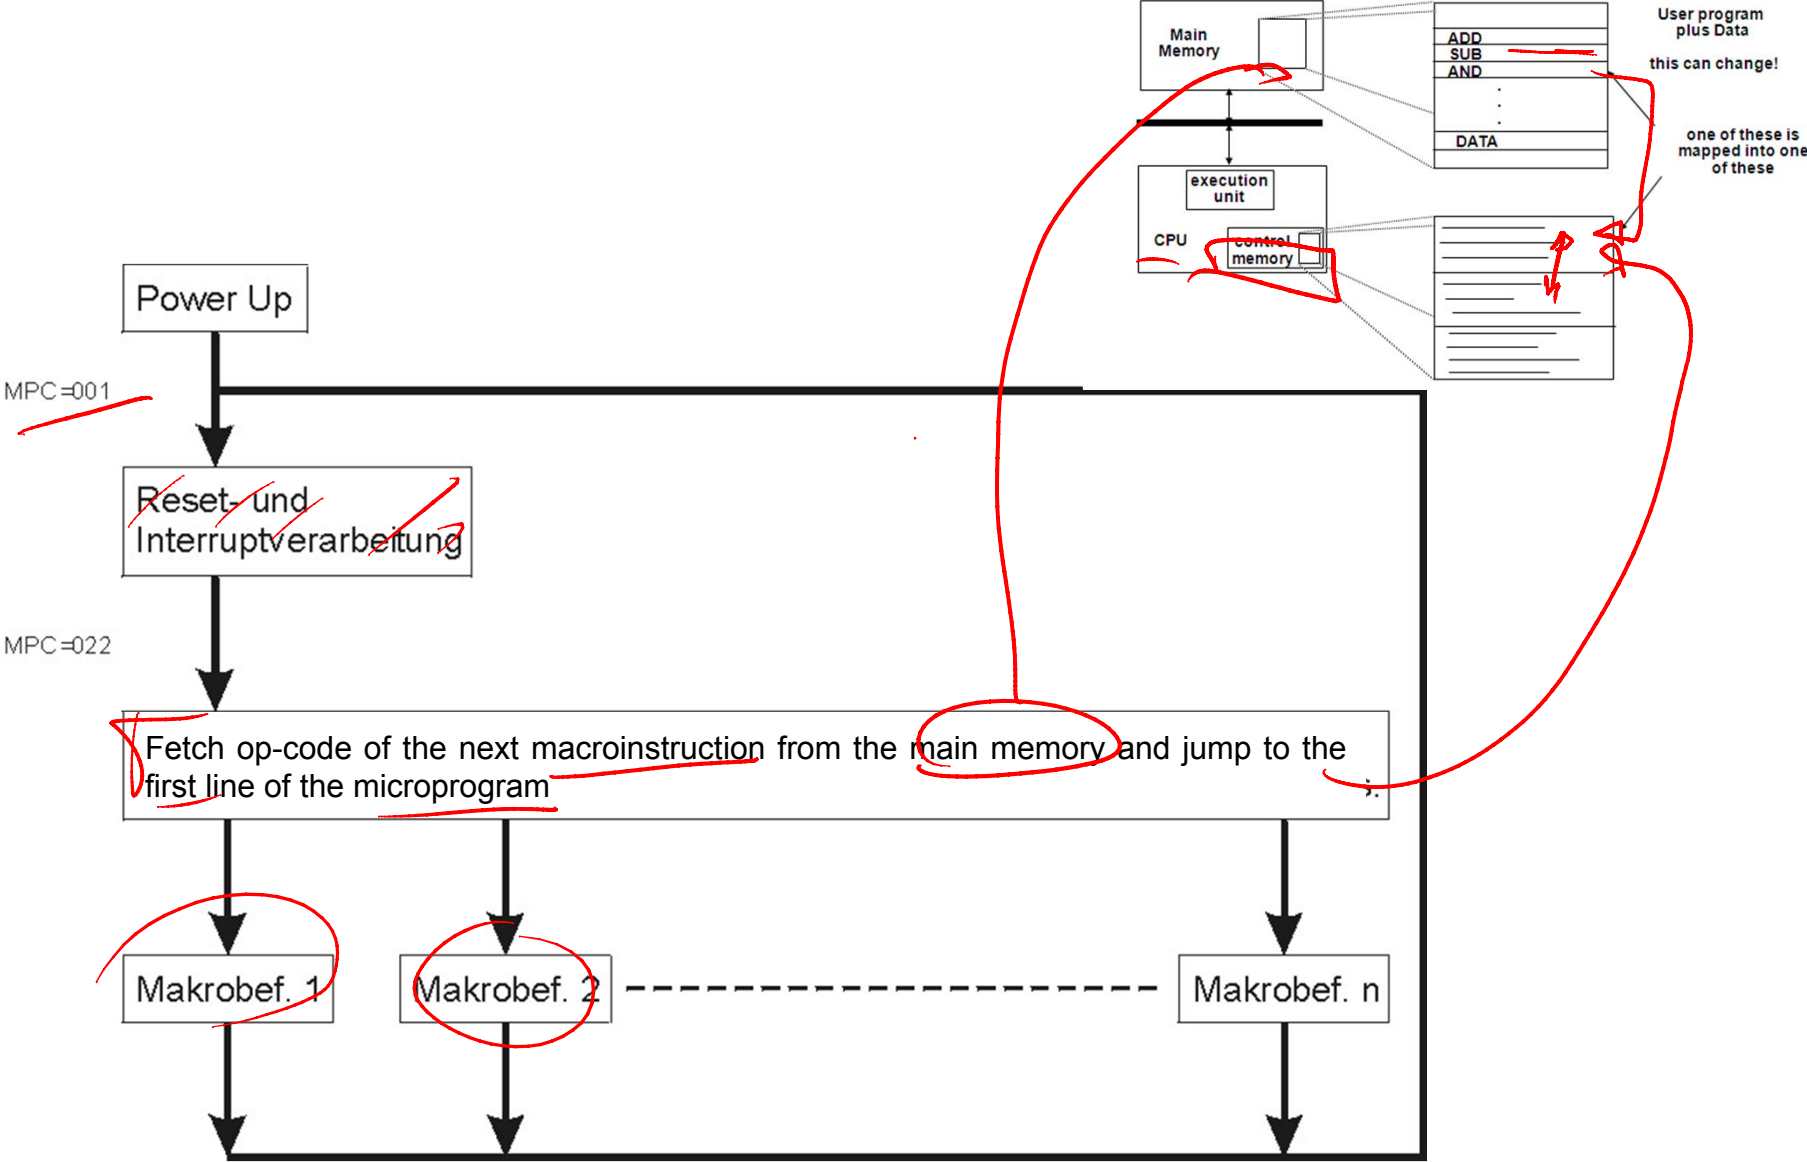 Main
Memory
ADD
SUB
AND
DATA
User program
plus Data
this can change!
one of these is
mapped into one
of these
execution
unit
CPU
control
memory
Power Up
MPC=001
Reset- und
Interruptverarbeitung
MPC=022
Fetch op-code of the next macroinstruction from the main memory and jump to the
first line of the microprogram
Makrobef. 1
Makrobef. 2
Makrobef. n